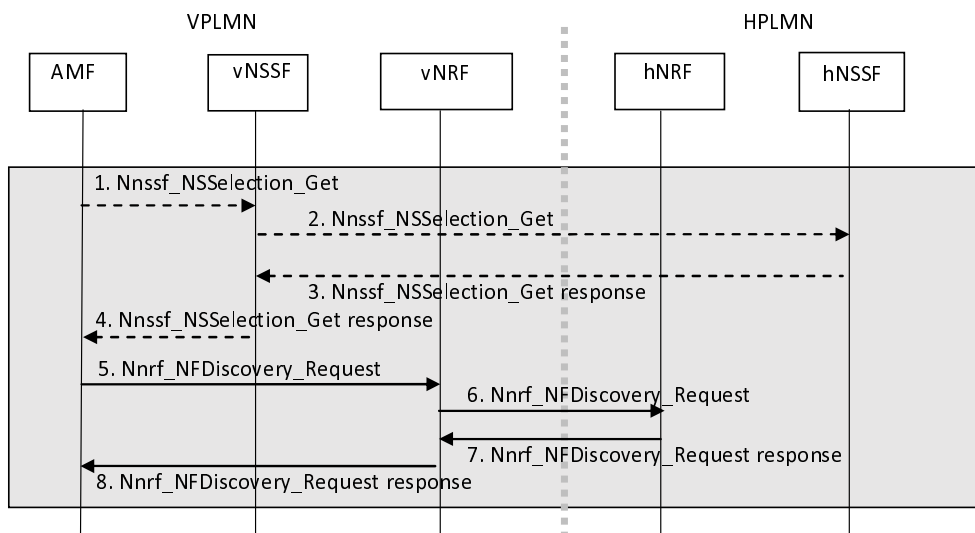 VPLMN
HPLMN
AMF
vNSSF
vNRF
hNRF
hNSSF
1. Nnssf_NSSelection_Get
2. Nnssf_NSSelection_Get
3. Nnssf_NSSelection_Get response
4. Nnssf_NSSelection_Get response
5. Nnrf_NFDiscovery_Request
6. Nnrf_NFDiscovery_Request
7. Nnrf_NFDiscovery_Request response
8. Nnrf_NFDiscovery_Request response